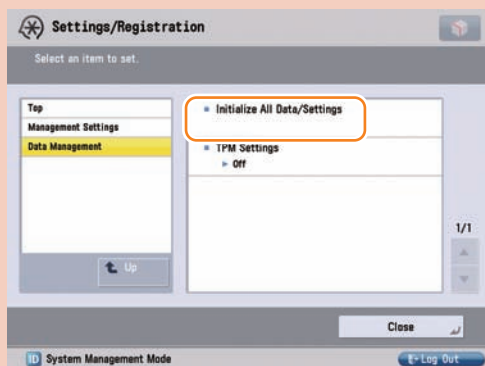 Settings/Registration
Select an item to set.
Top
Management Settings
Data Management
Up
Initialize All Data/Settings
TPM Settings
Off
1/1
Close
ID System Management Mode
Log Out